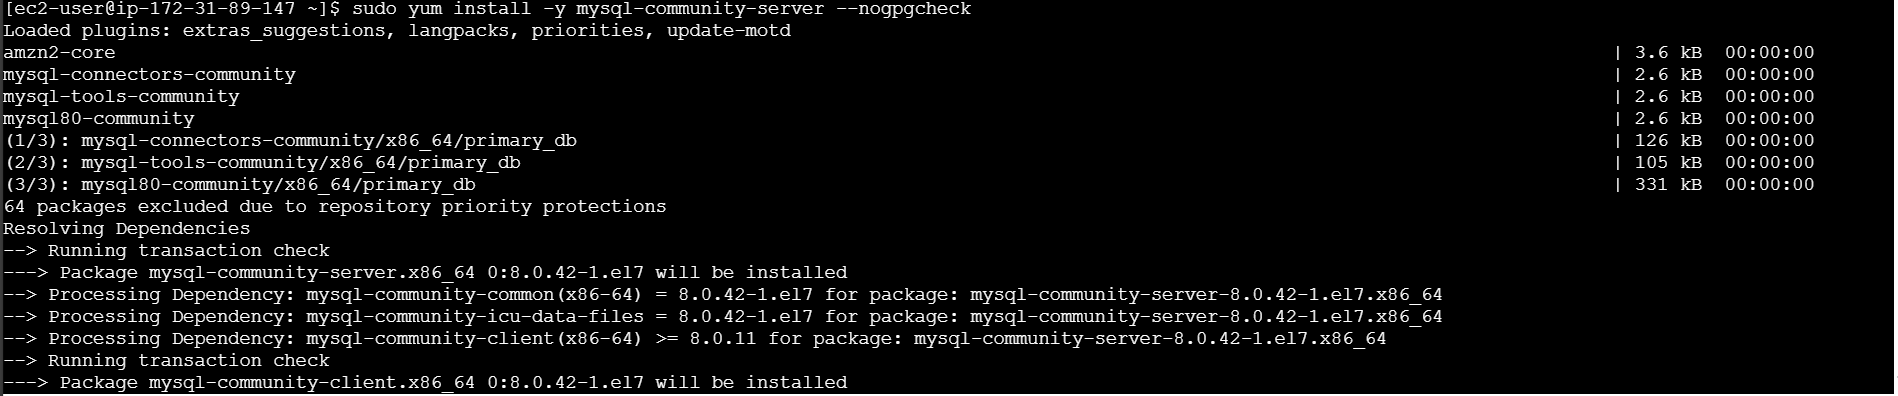 [ec2-user@ip-172-31-89-147 ~]$ sudo yum install -y mysql-community-server --nogpgcheck
Loaded plugins: extras_suggestions, langpacks, priorities, update-motd
amzn2-core | 3.6 kB 00:00:00
mysql-connectors-community | 2.6 kB 00:00:00
mysql-tools-community | 2.6 kB 00:00:00
mysql80-community | 2.6 kB 00:00:00
(1/3): mysql-connectors-community/x86_64/primary_db | 126 kB 00:00:00
(2/3): mysql-tools-community/x86_64/primary_db | 105 kB 00:00:00
(3/3): mysql80-community/x86_64/primary_db | 331 kB 00:00:00
64 packages excluded due to repository priority protections
Resolving Dependencies
--> Running transaction check
---> Package mysql-community-server.x86_64 0:8.0.42-1.el7 will be installed
--> Processing Dependency: mysql-community-common(x86-64) = 8.0.42-1.el7 for package: mysql-community-server-8.0.42-1.el7.x86_64
--> Processing Dependency: mysql-community-icu-data-files = 8.0.42-1.el7 for package: mysql-community-server-8.0.42-1.el7.x86_64
--> Processing Dependency: mysql-community-client(x86-64) >= 8.0.11 for package: mysql-community-server-8.0.42-1.el7.x86_64
--> Running transaction check
---> Package mysql-community-client.x86_64 0:8.0.42-1.el7 will be installed